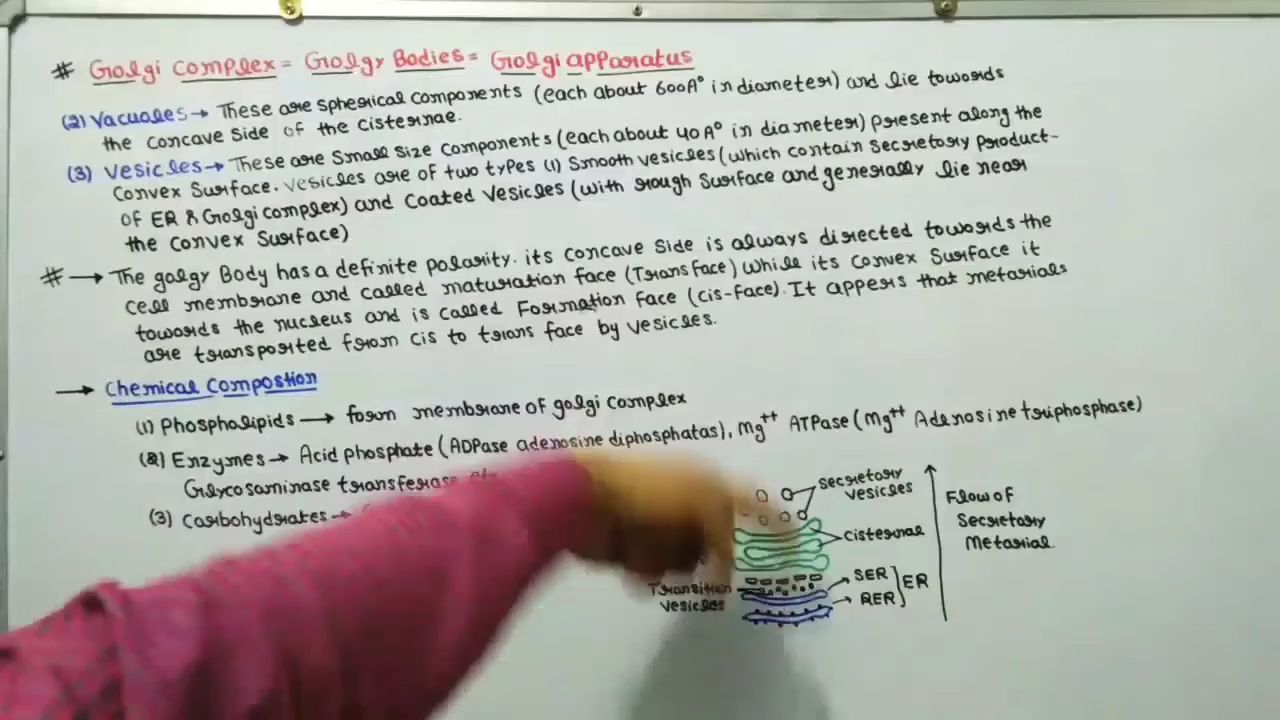 # Golgi complex = Golgy Bodies = Golgi apparatus
(2) Vacuoles → These are spherical components (each about 600A° in diameter) and lie towards
the concave side of the cisternae.
(3) Vesicles → These are Small Size components (each about 40A° in diameter) present along the
Convex Surface. Vesicles are of two types (1) Smooth vesicles (which contain secretory product-
of ER & Golgi complex) and Coated Vesicles (with rough Surface and generally lie near
the convex Surface)
# → The golgy Body has a definite polarity. its concave side is always directed towards the
cell membrane and called maturation face (Trans face) while its convex Surface it
towards the nucleus and is called Formation face (cis-face). It appers that metarials
are transported from cis to trans face by vesicles.
→ Chemical Compostion
(1) Phospholipids → form membrane of golgi complex
(2) Enzymes → Acid phosphate (ADPase adenosine diphosphatas), Mg++ ATPase (Mg++ Adenosine triphosphase)
Glycosaminase transferase
(3) Carbohydrates →
secretory
vesicles
cisternal
Transition
vesicles
SER
RER
ER
Flow of
Secretary
Metarial.